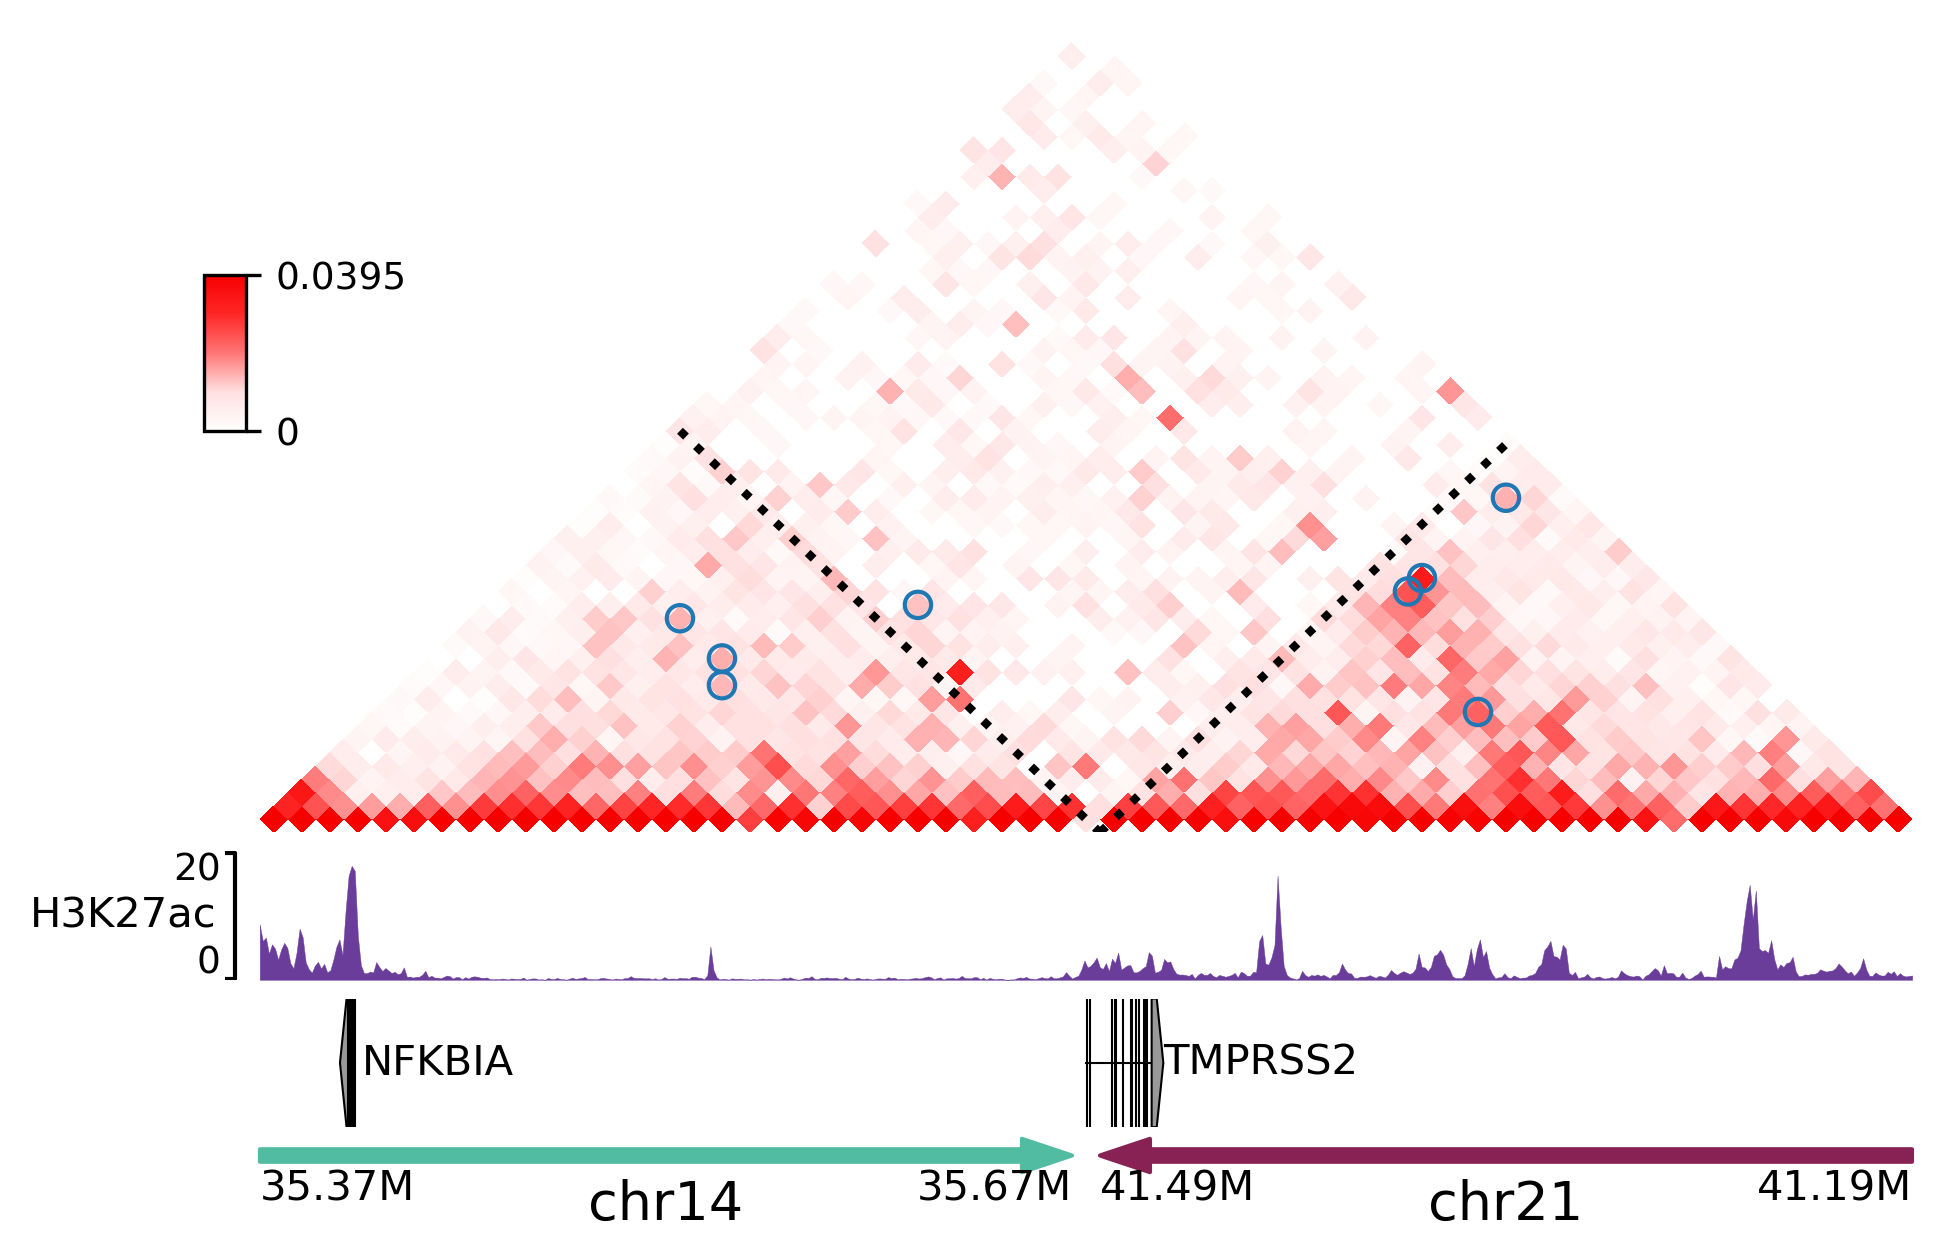 0.0395
0
20
H3K27ac
0
NFKBIA
TMPRSS2
35.37M
35.67M
41.49M
41.19M
chr14
chr21